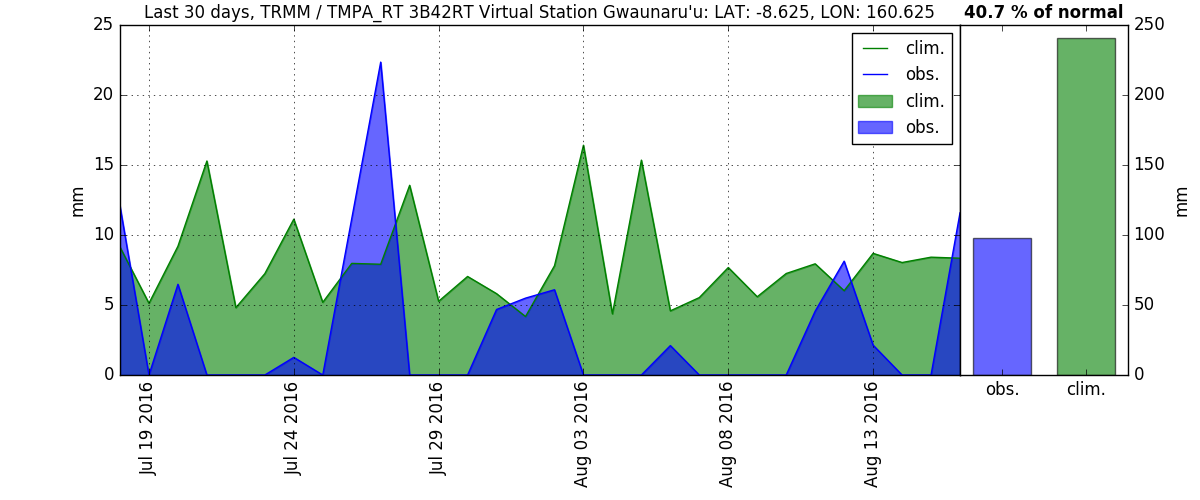 Last 30 days, TRMM / TMPA_RT 3B42RT Virtual Station Gwaunaru'u: LAT: -8.625, LON: 160.625
40.7 % of normal
25
20
15
10
5
0
mm
clim.
obs.
clim.
obs.
Jul 19 2016
Jul 24 2016
Jul 29 2016
Aug 03 2016
Aug 08 2016
Aug 13 2016
250
200
150
100
50
0
mm
obs.
clim.